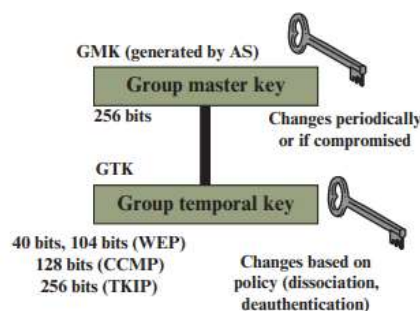 GMK (generated by AS)
Group master key
256 bits
Changes periodically
or if compromised
GTK
Group temporal key
40 bits, 104 bits (WEP)
128 bits (CCMP)
256 bits (TKIP)
Changes based on
policy (dissociation,
deauthentication)